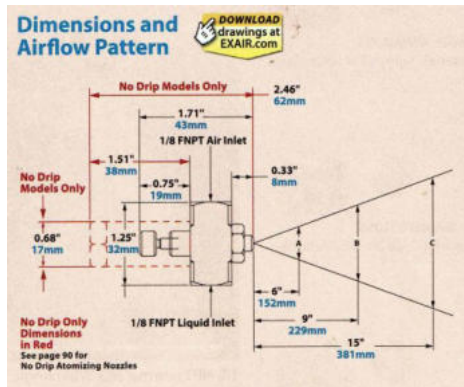 Dimensions and
Airflow Pattern
DOWNLOAD
drawings at
EXAIR.com
No Drip Models Only
2.46"
62mm
1.71"
43mm
1/8 FNPT Air Inlet
1.51"
38mm
0.33"
8mm
No Drip
Models Only
0.75"
19mm
0.68"
17mm
1.25"
32mm
A
B
C
6"
152mm
1/8 FNPT Liquid Inlet
9"
229mm
15"
381mm
No Drip Only
Dimensions
in Red
See page 90 for
No Drip Atomizing Nozzles